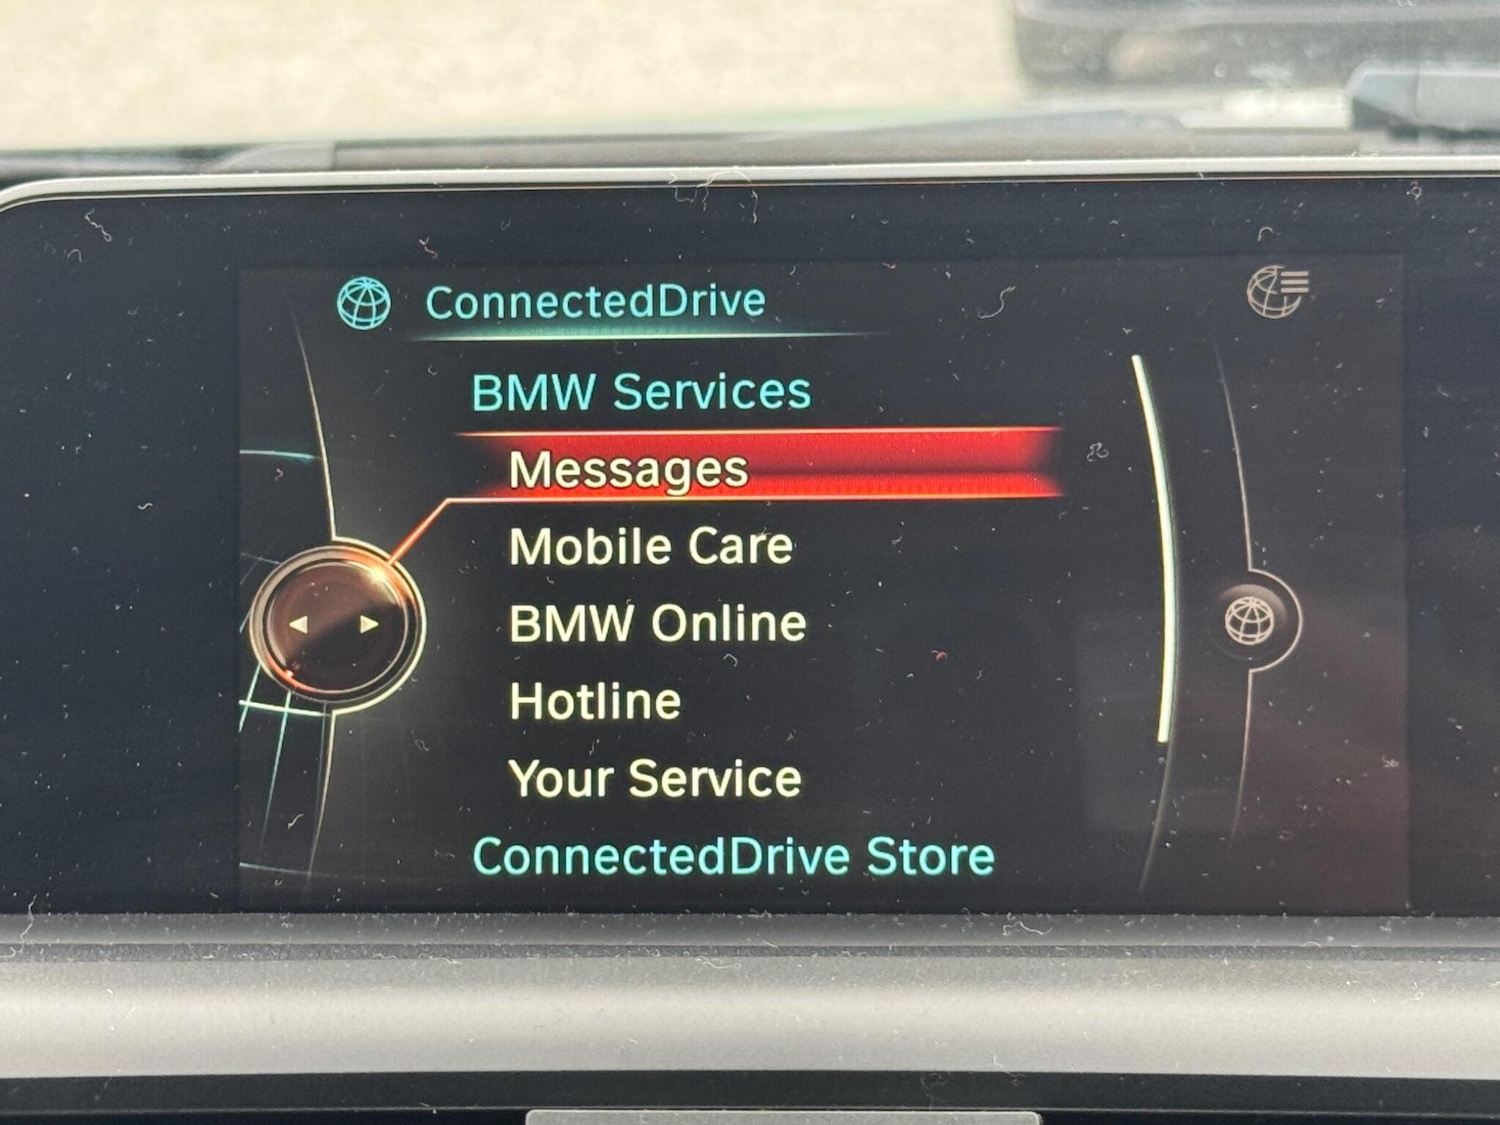 ConnectedDrive
BMW Services
Messages
Mobile Care
BMW Online
Hotline
Your Service
ConnectedDrive Store